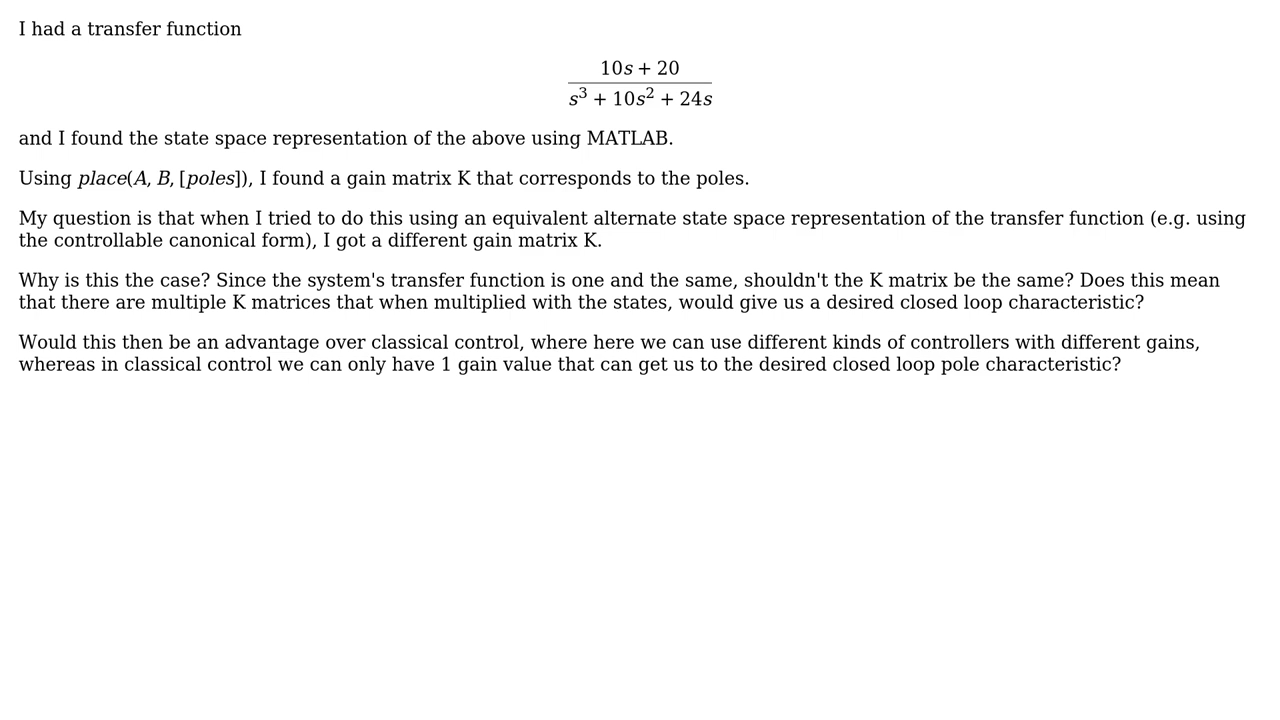 I had a transfer function
10s + 20
s³ + 10s² + 24s
and I found the state space representation of the above using MATLAB.
Using place(A, B, [poles]), I found a gain matrix K that corresponds to the poles.
My question is that when I tried to do this using an equivalent alternate state space representation of the transfer function (e.g. using
the controllable canonical form), I got a different gain matrix K.
Why is this the case? Since the system's transfer function is one and the same, shouldn't the K matrix be the same? Does this mean
that there are multiple K matrices that when multiplied with the states, would give us a desired closed loop characteristic?
Would this then be an advantage over classical control, where here we can use different kinds of controllers with different gains,
whereas in classical control we can only have 1 gain value that can get us to the desired closed loop pole characteristic?